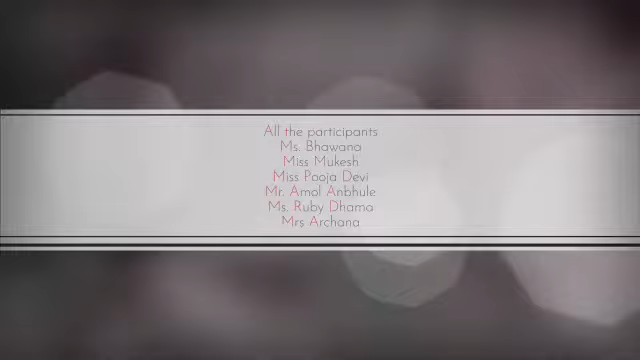 All the participants
Ms. Bhawana
Miss Mukesh
Miss Pooja Devi
Mr. Amol Anbhule
Ms. Ruby Dhama
Mrs Archana